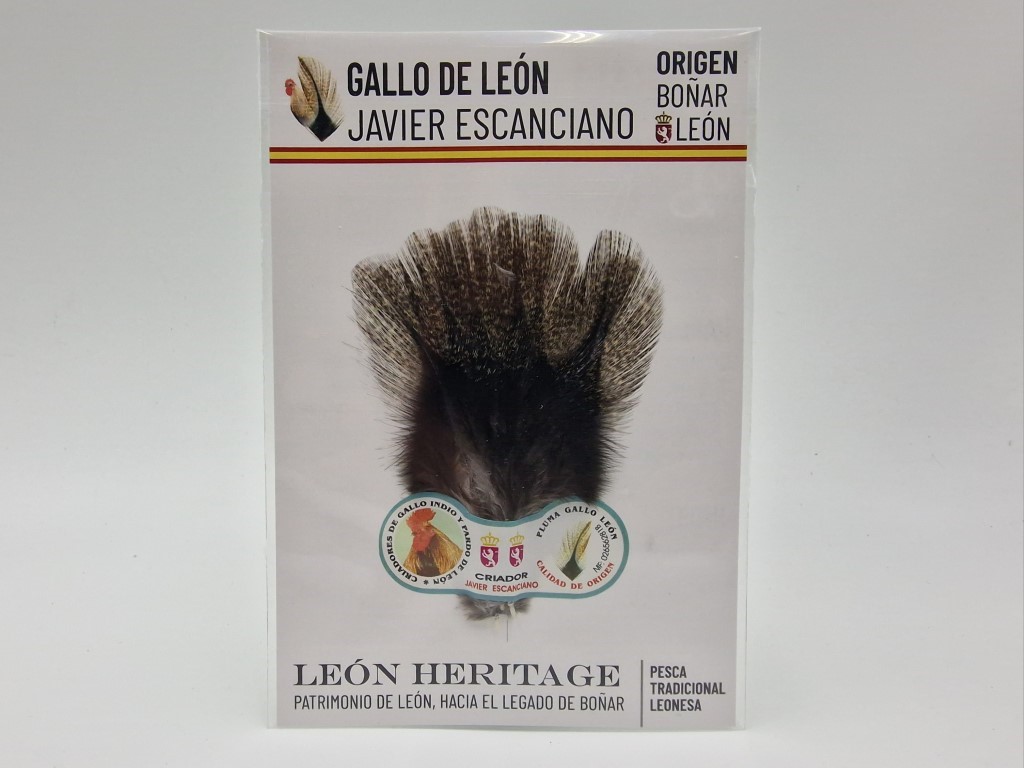 GALLO DE LEÓN
JAVIER ESCANCIANO
ORIGEN
BOÑAR
LEÓN
CRIADORES DE GALLO INDIO Y PARDO DE LEÓN *
CRIADOR
JAVIER ESCANCIANO
PLUMA GALLO LEÓN
CALIDAD DE ORIGEN
LEÓN HERITAGE
PATRIMONIO DE LEÓN, HACIA EL LEGADO DE BOÑAR
PESCA
TRADICIONAL
LEONESA